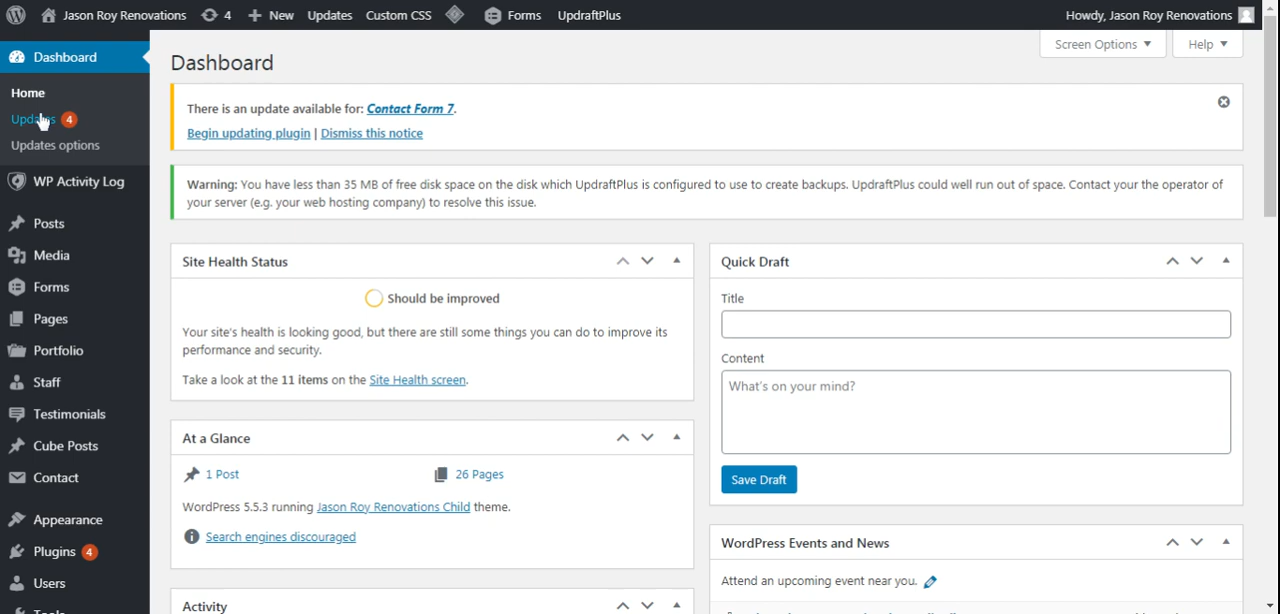 Jason Roy Renovations 4 New Updates Custom CSS Forms UpdraftPlus Howdy, Jason Roy Renovations
Screen Options Help
Dashboard
Home
Updates 4
Updates options
WP Activity Log
Posts
Media
Forms
Pages
Portfolio
Staff
Testimonials
Cube Posts
Contact
Appearance
Plugins 4
Users
Tools
Dashboard
There is an update available for: Contact Form 7.
Begin updating plugin | Dismiss this notice
Warning: You have less than 35 MB of free disk space on the disk which UpdraftPlus is configured to use to create backups. UpdraftPlus could well run out of space. Contact your the operator of
your server (e.g. your web hosting company) to resolve this issue.
Site Health Status
Should be improved
Your site's health is looking good, but there are still some things you can do to improve its
performance and security.
Take a look at the 11 items on the Site Health screen.
At a Glance
1 Post 26 Pages
WordPress 5.5.3 running Jason Roy Renovations Child theme.
Search engines discouraged
Activity
Quick Draft
Title
Content
What's on your mind?
Save Draft
WordPress Events and News
Attend an upcoming event near you.